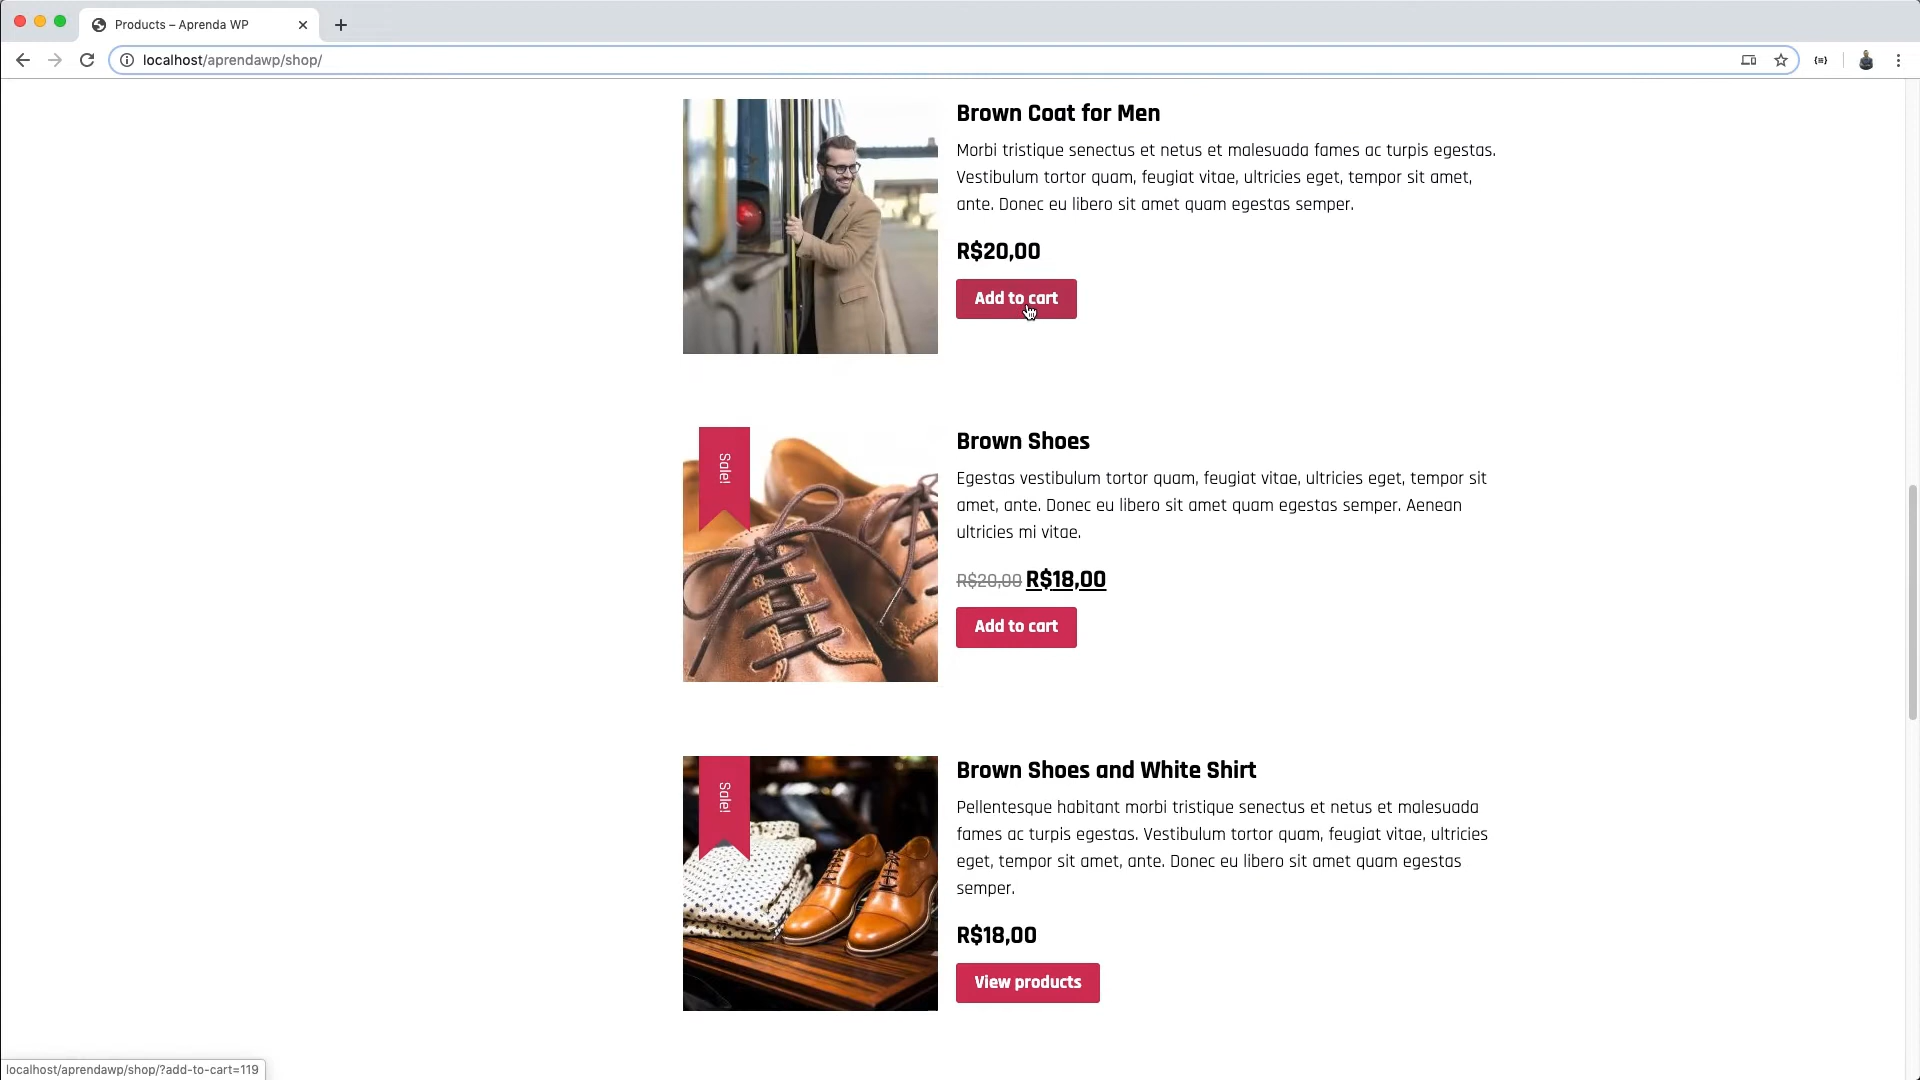 Products – Aprenda WP
localhost/aprendawp/shop/
Brown Coat for Men
Morbi tristique senectus et netus et malesuada fames ac turpis egestas.
Vestibulum tortor quam, feugiat vitae, ultricies eget, tempor sit amet,
ante. Donec eu libero sit amet quam egestas semper.
R$20,00
Add to cart
Sale!
Brown Shoes
Egestas vestibulum tortor quam, feugiat vitae, ultricies eget, tempor sit
amet, ante. Donec eu libero sit amet quam egestas semper. Aenean
ultricies mi vitae.
R$20,00 R$18,00
Add to cart
Sale!
Brown Shoes and White Shirt
Pellentesque habitant morbi tristique senectus et netus et malesuada
fames ac turpis egestas. Vestibulum tortor quam, feugiat vitae, ultricies
eget, tempor sit amet, ante. Donec eu libero sit amet quam egestas
semper.
R$18,00
View products
localhost/aprendawp/shop/?add-to-cart=119